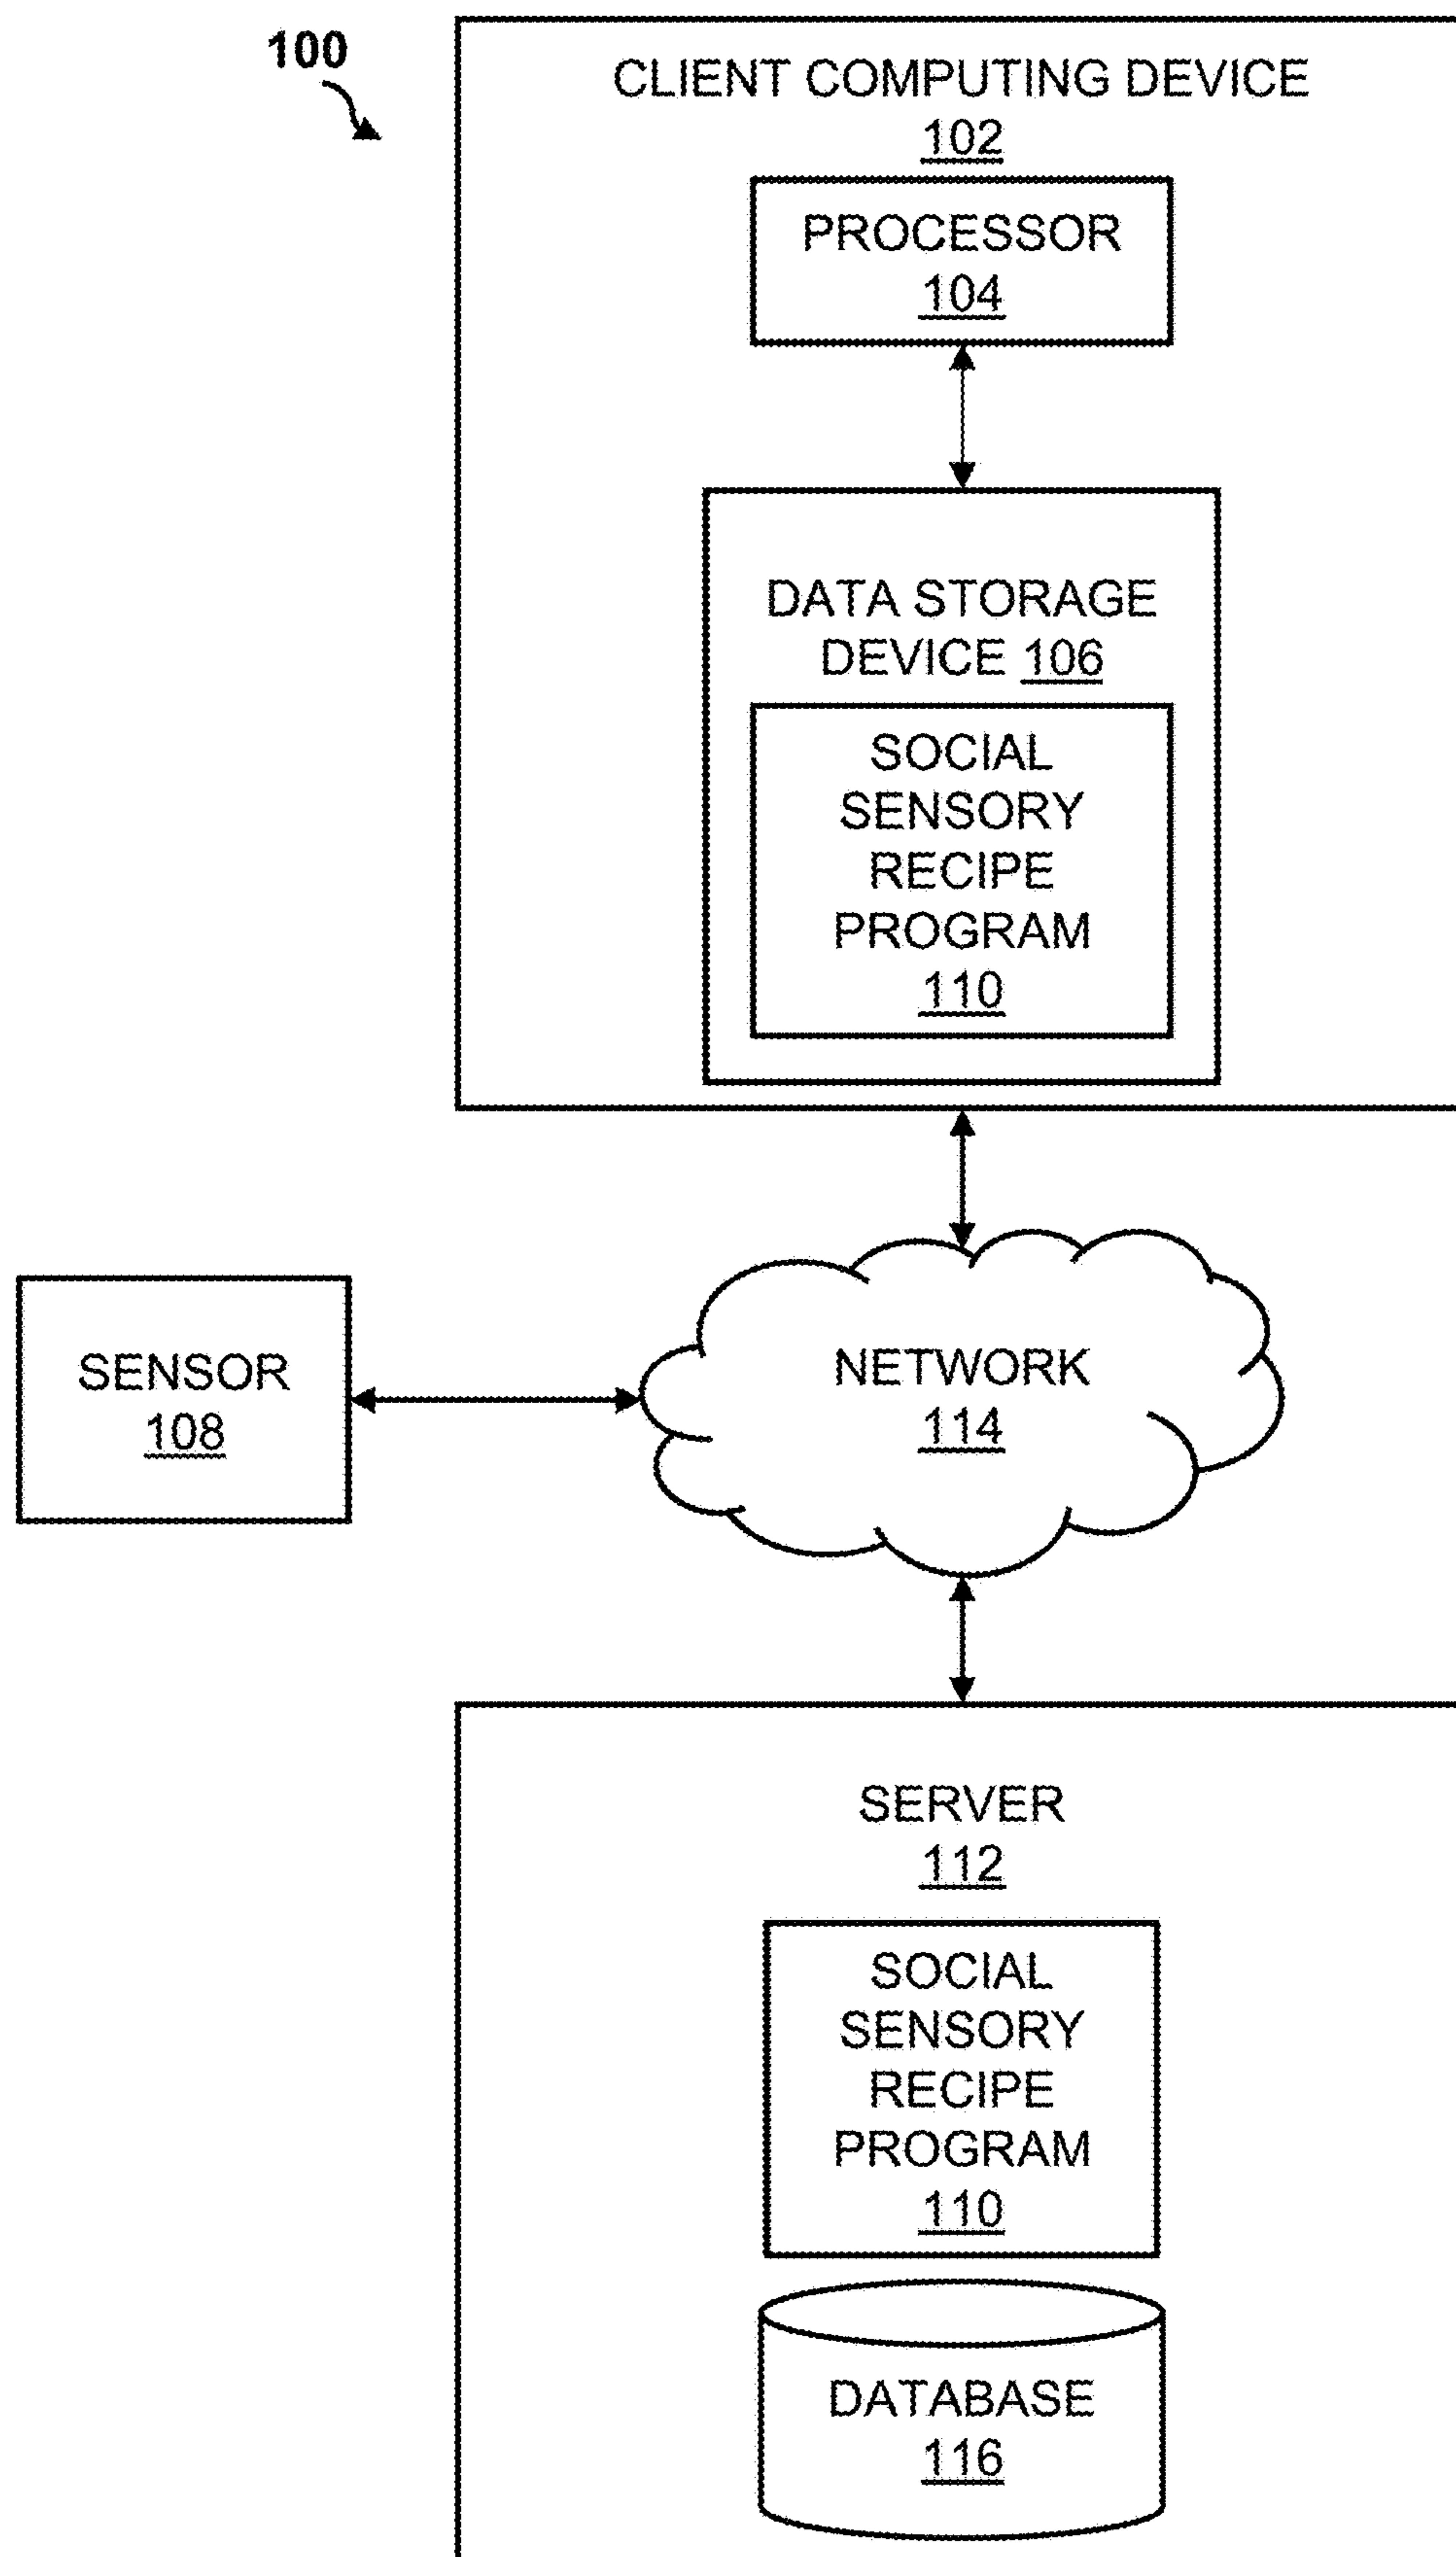 100
CLIENT COMPUTING DEVICE
102
PROCESSOR
104
DATA STORAGE
DEVICE 106
SOCIAL
SENSORY
RECIPE
PROGRAM
110
SENSOR
108
NETWORK
114
SERVER
112
SOCIAL
SENSORY
RECIPE
PROGRAM
110
DATABASE
116